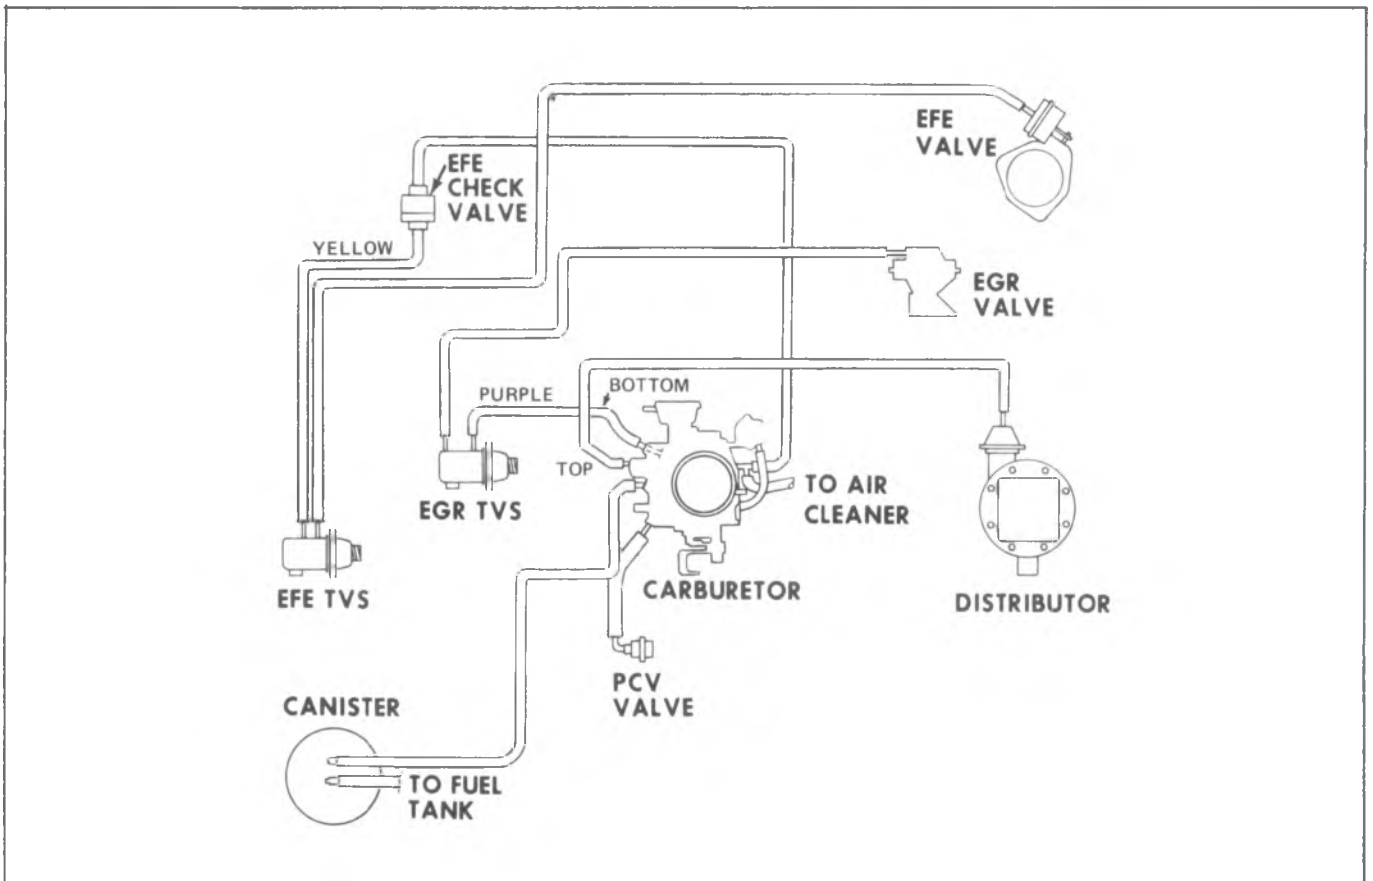 EFE
VALVE
EFE
CHECK
VALVE
YELLOW
EGR
VALVE
PURPLE
BOTTOM
TOP
EGR TVS
TO AIR
CLEANER
EFE TVS
CARBURETOR
DISTRIBUTOR
PCV
VALVE
CANISTER
TO FUEL
TANK